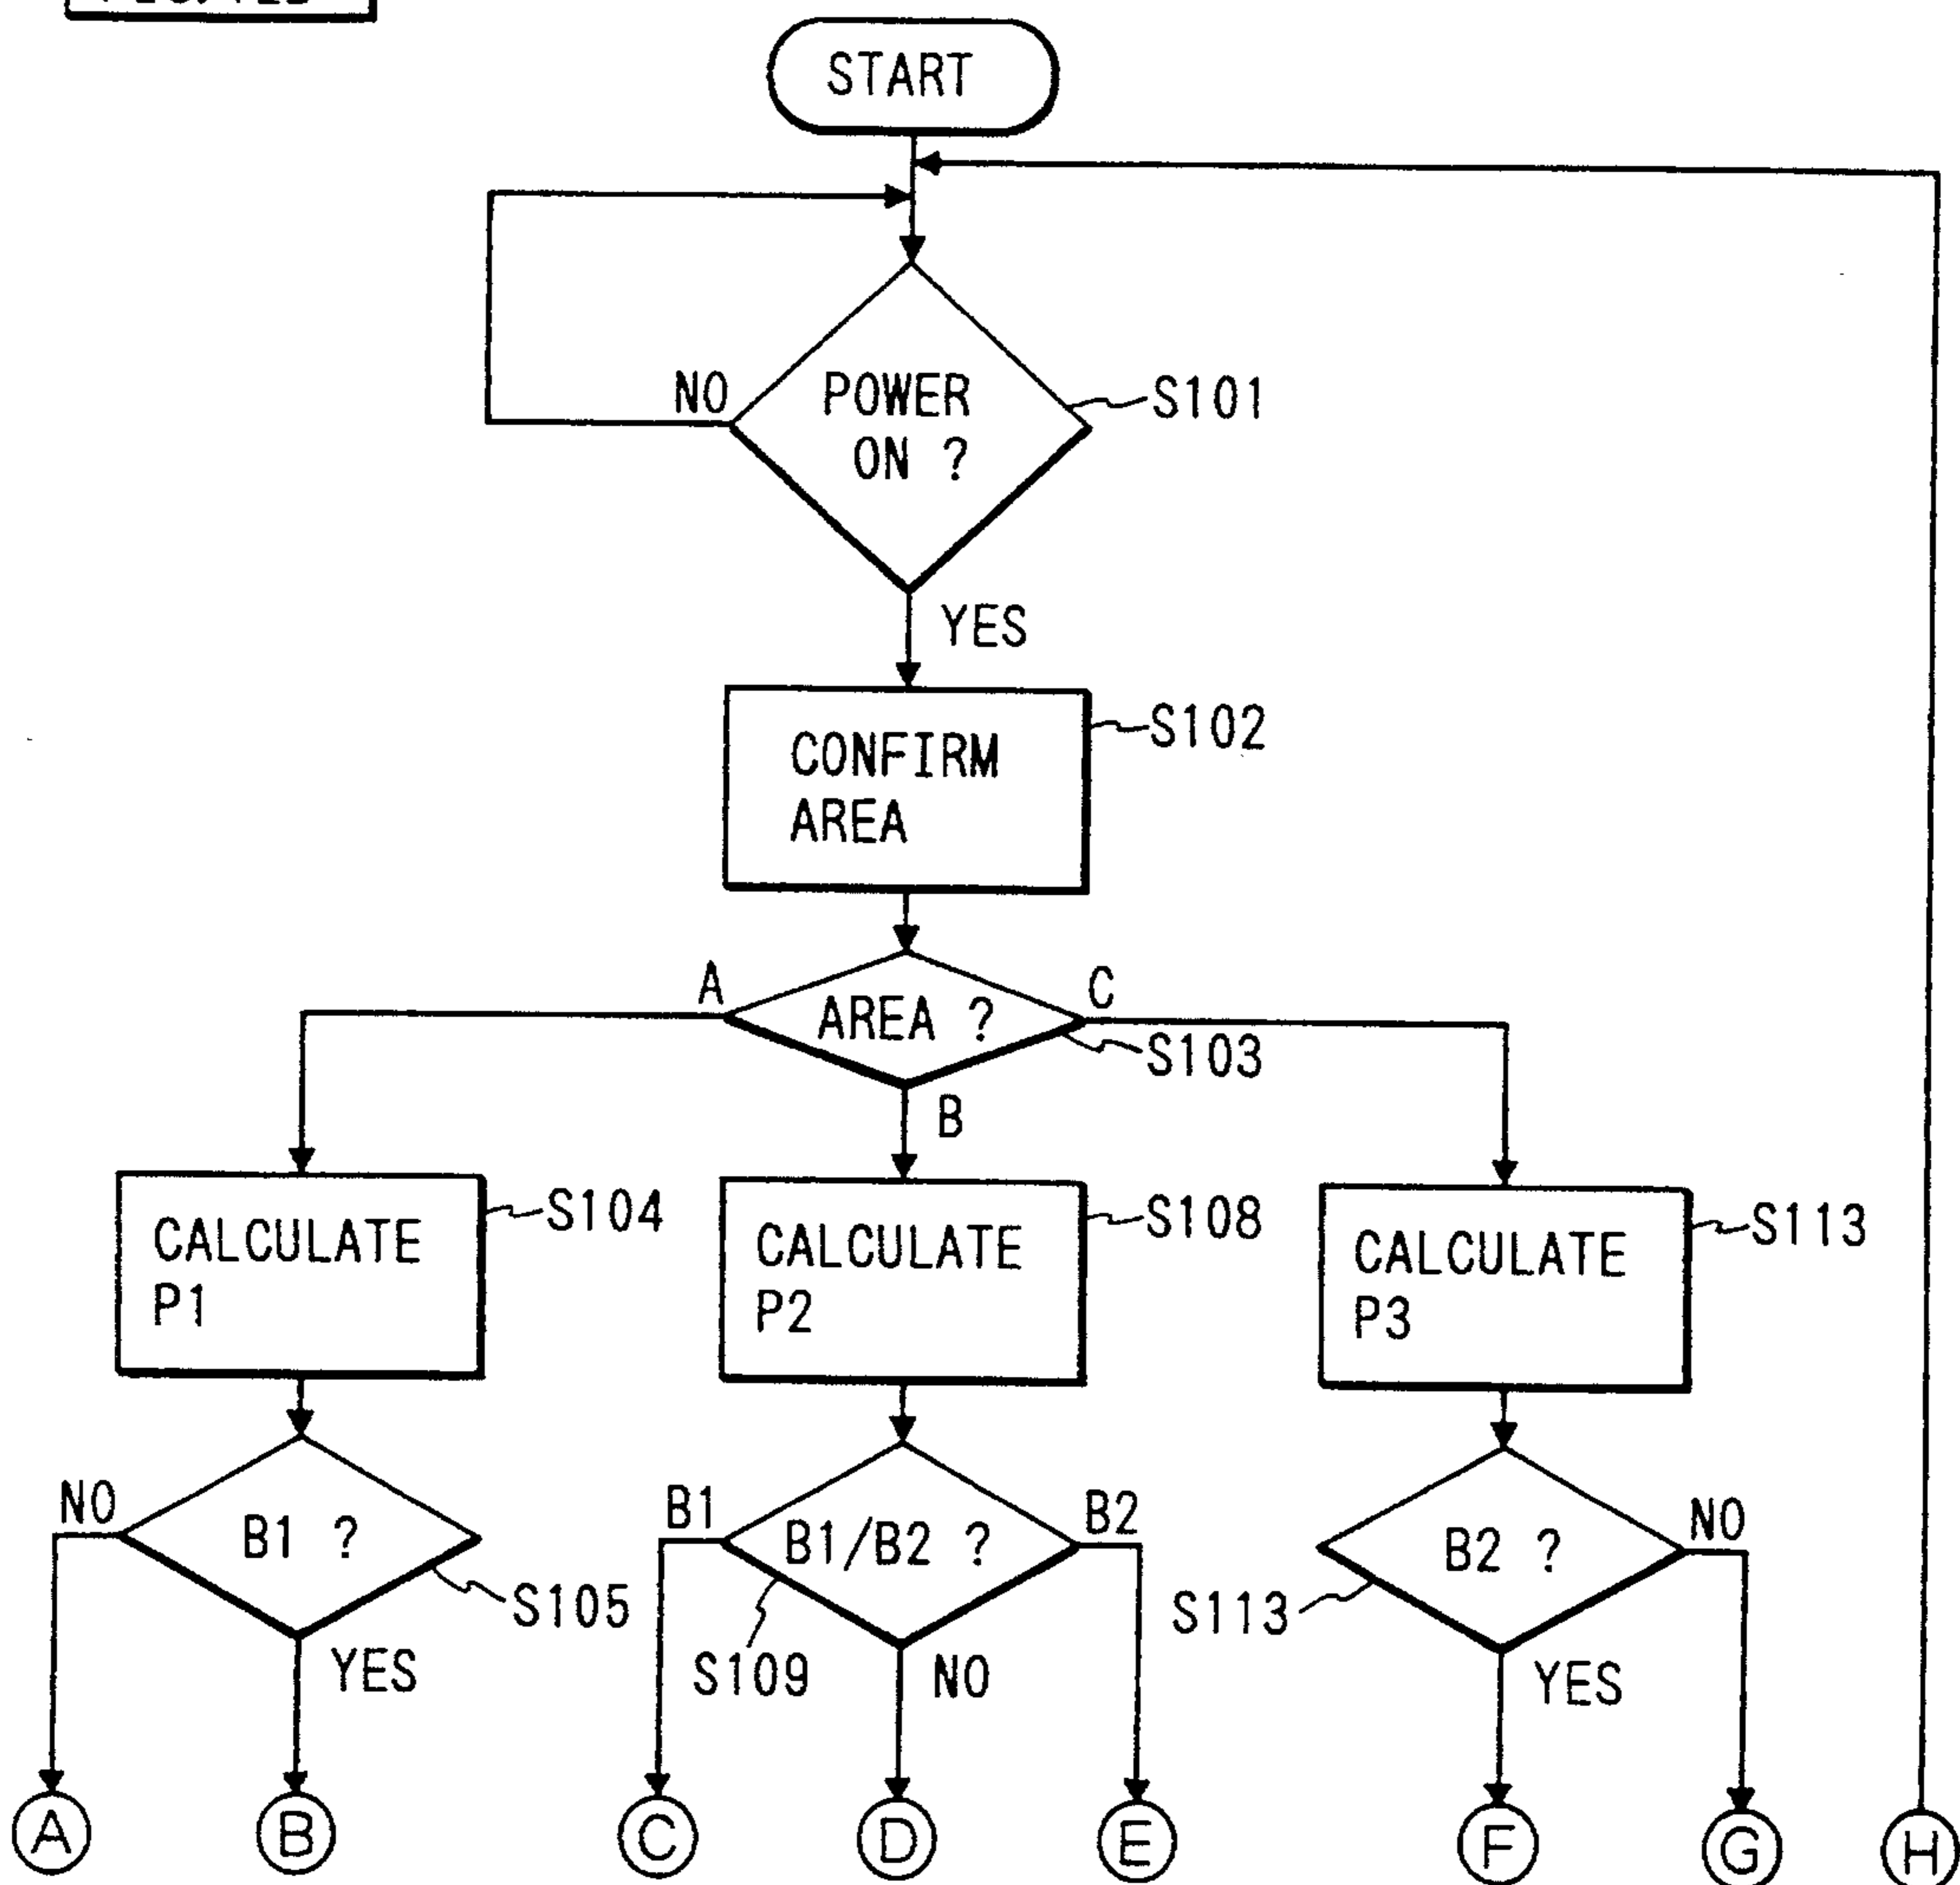 START
NO
POWER
ON ?
S101
YES
CONFIRM
AREA
S102
A
AREA ?
C
S103
B
CALCULATE
P1
S104
CALCULATE
P2
S108
CALCULATE
P3
S113
NO
B1 ?
S105
YES
B1
B1/B2 ?
B2
S109
NO
B2 ?
NO
S113
YES
A
B
C
D
E
F
G
H